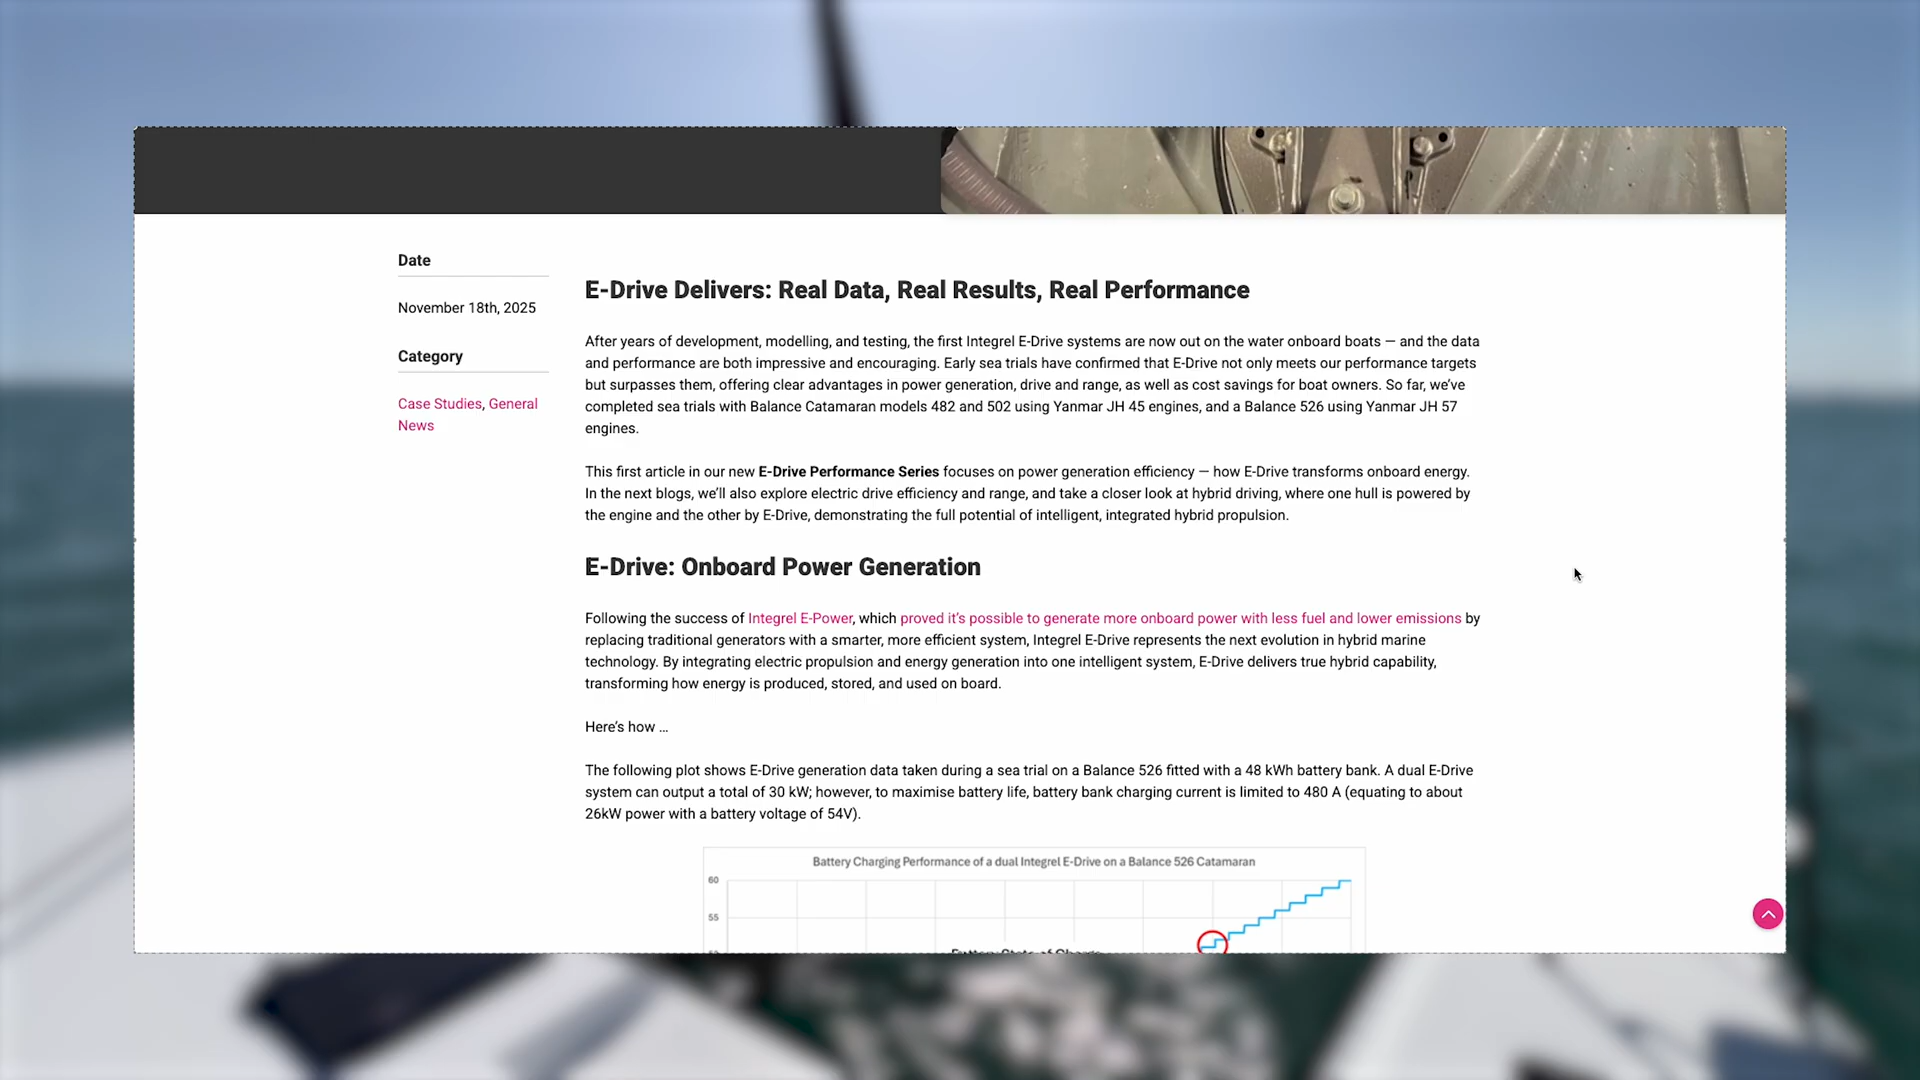 Date
November 18th, 2025
Category
Case Studies, General
News
E-Drive Delivers: Real Data, Real Results, Real Performance
After years of development, modelling, and testing, the first Integrel E-Drive systems are now out on the water onboard boats — and the data
and performance are both impressive and encouraging. Early sea trials have confirmed that E-Drive not only meets our performance targets
but surpasses them, offering clear advantages in power generation, drive and range, as well as cost savings for boat owners. So far, we’ve
completed sea trials with Balance Catamaran models 482 and 502 using Yanmar JH 45 engines, and a Balance 526 using Yanmar JH 57
engines.
This first article in our new E-Drive Performance Series focuses on power generation efficiency — how E-Drive transforms onboard energy.
In the next blogs, we’ll also explore electric drive efficiency and range, and take a closer look at hybrid driving, where one hull is powered by
the engine and the other by E-Drive, demonstrating the full potential of intelligent, integrated hybrid propulsion.
E-Drive: Onboard Power Generation
Following the success of Integrel E-Power, which proved it’s possible to generate more onboard power with less fuel and lower emissions by
replacing traditional generators with a smarter, more efficient system, Integrel E-Drive represents the next evolution in hybrid marine
technology. By integrating electric propulsion and energy generation into one intelligent system, E-Drive delivers true hybrid capability,
transforming how energy is produced, stored, and used on board.
Here’s how …
The following plot shows E-Drive generation data taken during a sea trial on a Balance 526 fitted with a 48 kWh battery bank. A dual E-Drive
system can output a total of 30 kW; however, to maximise battery life, battery bank charging current is limited to 480 A (equating to about
26kW power with a battery voltage of 54V).
Battery Charging Performance of a dual Integrel E-Drive on a Balance 526 Catamaran
60
55